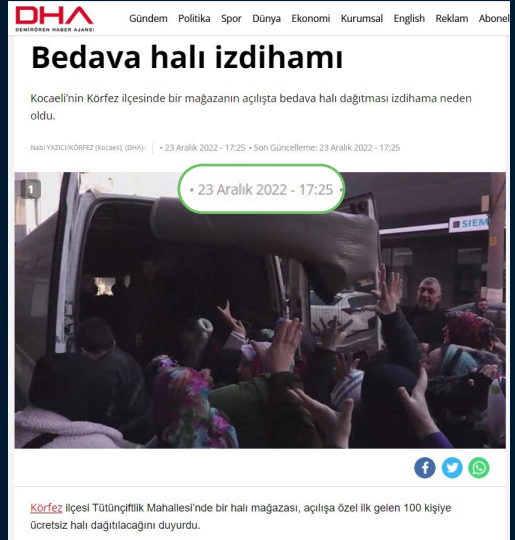 DHA
DEMİRÖREN HABER AJANSI
Gündem Politika Spor Dünya Ekonomi Kurumsal English Reklam Abonel
Bedava halı izdihamı
Kocaeli'nin Körfez ilçesinde bir mağazanın açılışta bedava halı dağıtması izdihama neden
oldu.
Nabi YAZICI/KÖRFEZ (Kocaeli), (DHA)- • 23 Aralık 2022 - 17:25 • Son Güncelleme: 23 Aralık 2022 - 17:25
1
• 23 Aralık 2022 - 17:25 •
SIEM
Körfez ilçesi Tütünçiftlik Mahallesi'nde bir halı mağazası, açılışa özel ilk gelen 100 kişiye
ücretsiz halı dağıtılacağını duyurdu.